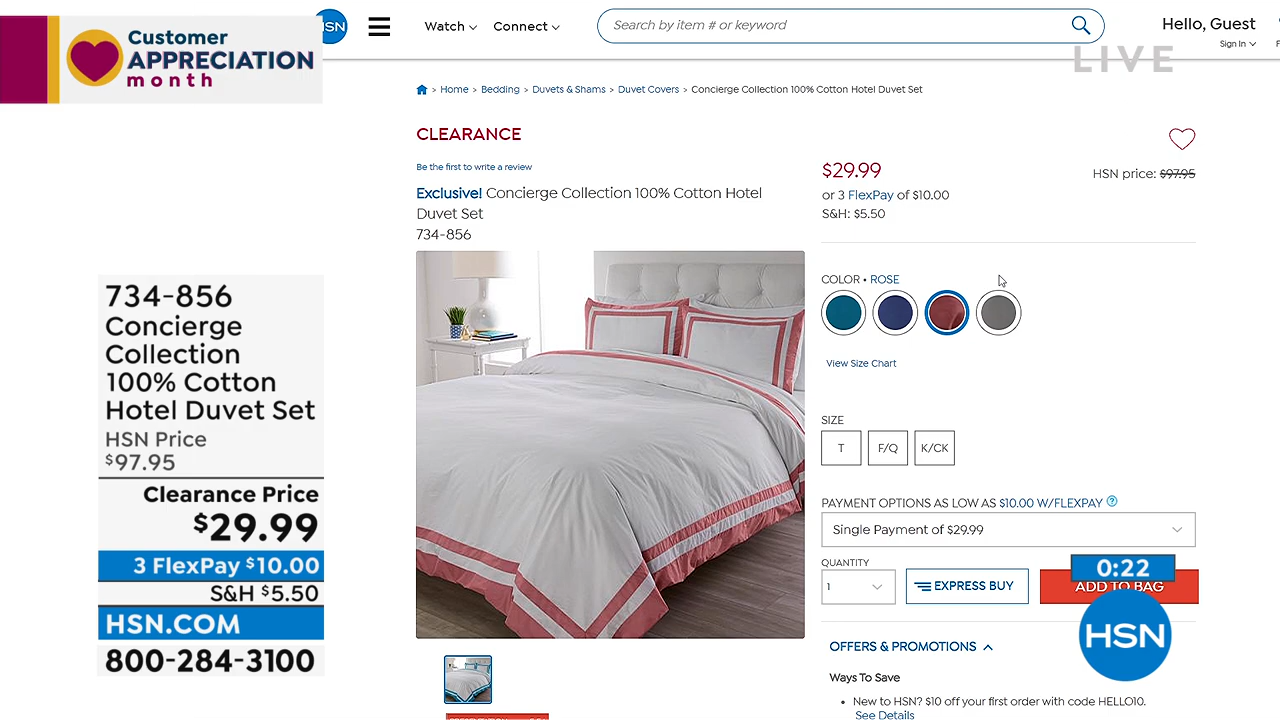 Customer
APPRECIATION
month
HSN
Watch
Connect
Search by item # or keyword
Hello, Guest
Sign In
LIVE
> Home > Bedding > Duvets & Shams > Duvet Covers > Concierge Collection 100% Cotton Hotel Duvet Set
CLEARANCE
Be the first to write a review
Exclusive! Concierge Collection 100% Cotton Hotel
Duvet Set
734-856
$29.99
HSN price: $97.95
or 3 FlexPay of $10.00
S&H: $5.50
COLOR • ROSE
View Size Chart
SIZE
T
F/Q
K/CK
PAYMENT OPTIONS AS LOW AS $10.00 W/FLEXPAY ?
Single Payment of $29.99
QUANTITY
1
EXPRESS BUY
0:22
ADD TO BAG
HSN
OFFERS & PROMOTIONS
Ways To Save
• New to HSN? $10 off your first order with code HELLO10.
See Details
734-856
Concierge
Collection
100% Cotton
Hotel Duvet Set
HSN Price
$97.95
Clearance Price
$29.99
3 FlexPay $10.00
S&H $5.50
HSN.COM
800-284-3100